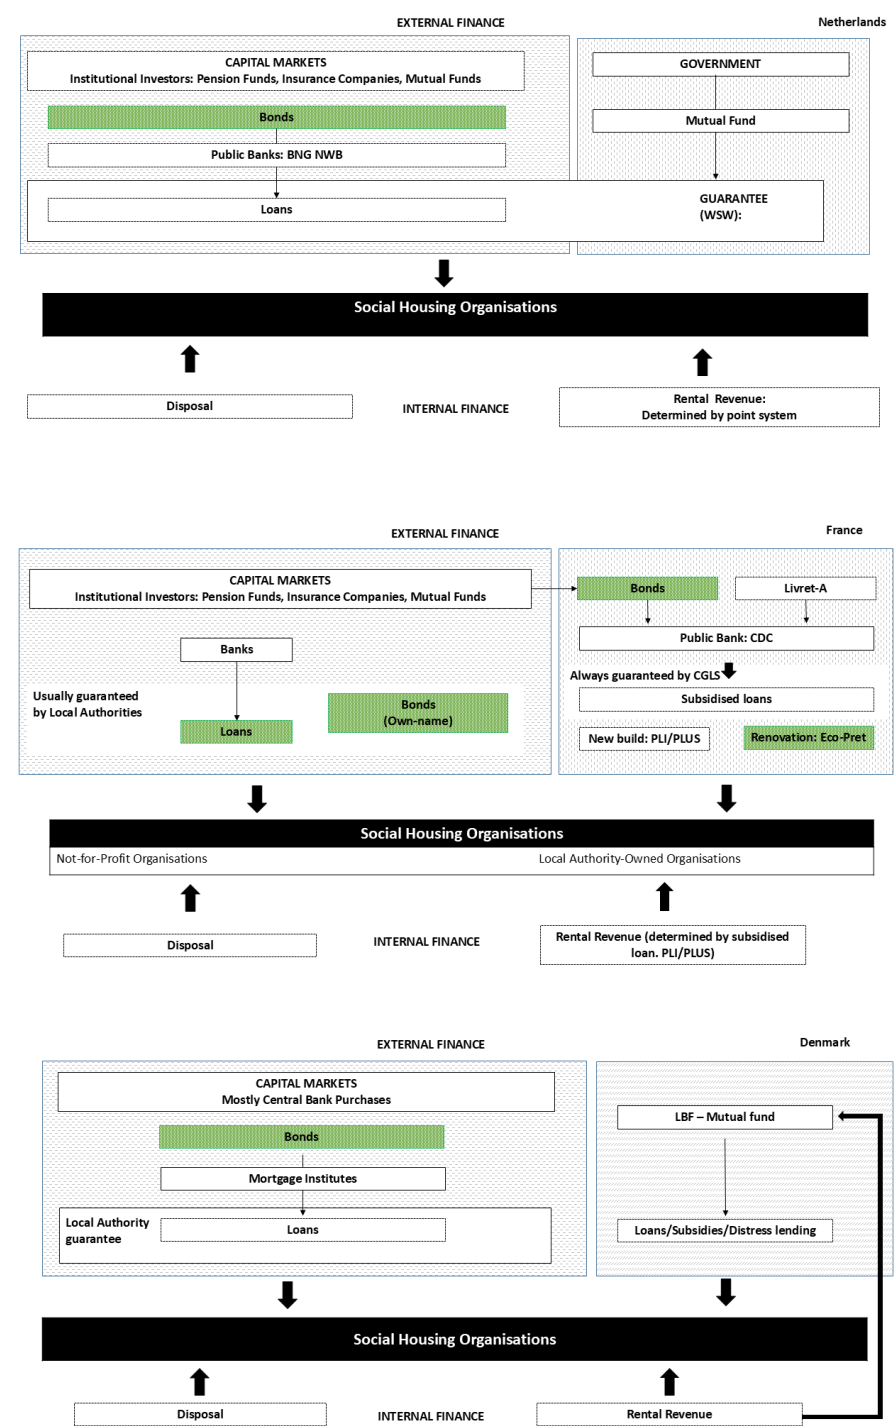 EXTERNAL FINANCE
Netherlands
CAPITAL MARKETS
Institutional Investors: Pension Funds, Insurance Companies, Mutual Funds
GOVERNMENT
Bonds
Mutual Fund
Public Banks: BNG NWB
Loans
GUARANTEE
(WSW):
Social Housing Organisations
Disposal
INTERNAL FINANCE
Rental Revenue:
Determined by point system
EXTERNAL FINANCE
France
CAPITAL MARKETS
Institutional Investors: Pension Funds, Insurance Companies, Mutual Funds
Bonds
Livret-A
Banks
Public Bank: CDC
Always guaranteed by CGLS
Usually guaranteed
by Local Authorities
Subsidised loans
Bonds
(Own-name)
Loans
New build: PLI/PLUS
Renovation: Eco-Pret
Social Housing Organisations
Not-for-Profit Organisations
Local Authority-Owned Organisations
Disposal
INTERNAL FINANCE
Rental Revenue (determined by subsidised
loan. PLI/PLUS)
EXTERNAL FINANCE
Denmark
CAPITAL MARKETS
Mostly Central Bank Purchases
LBF – Mutual fund
Bonds
Mortgage Institutes
Local Authority
guarantee
Loans
Loans/Subsidies/Distress lending
Social Housing Organisations
Disposal
INTERNAL FINANCE
Rental Revenue